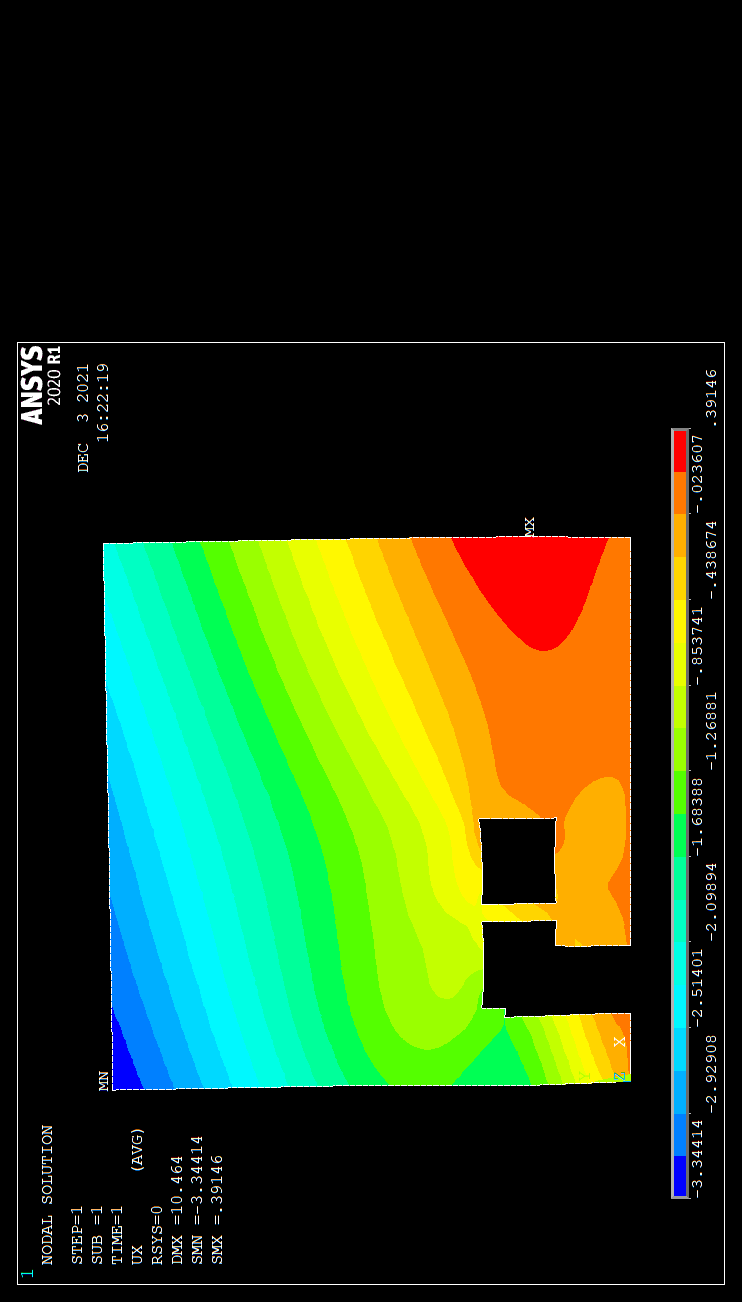 1
NODAL SOLUTION
STEP=1
SUB =1
TIME=1
UX (AVG)
RSYS=0
DMX =10.464
SMN =-3.34414
SMX =.39146
ANSYS
2020 R1
DEC 3 2021
16:22:19
MN
MX
X
Z
-3.34414
-2.92908
-2.51401
-2.09894
-1.68388
-1.26881
-.853741
-.438674
-.023607
.39146